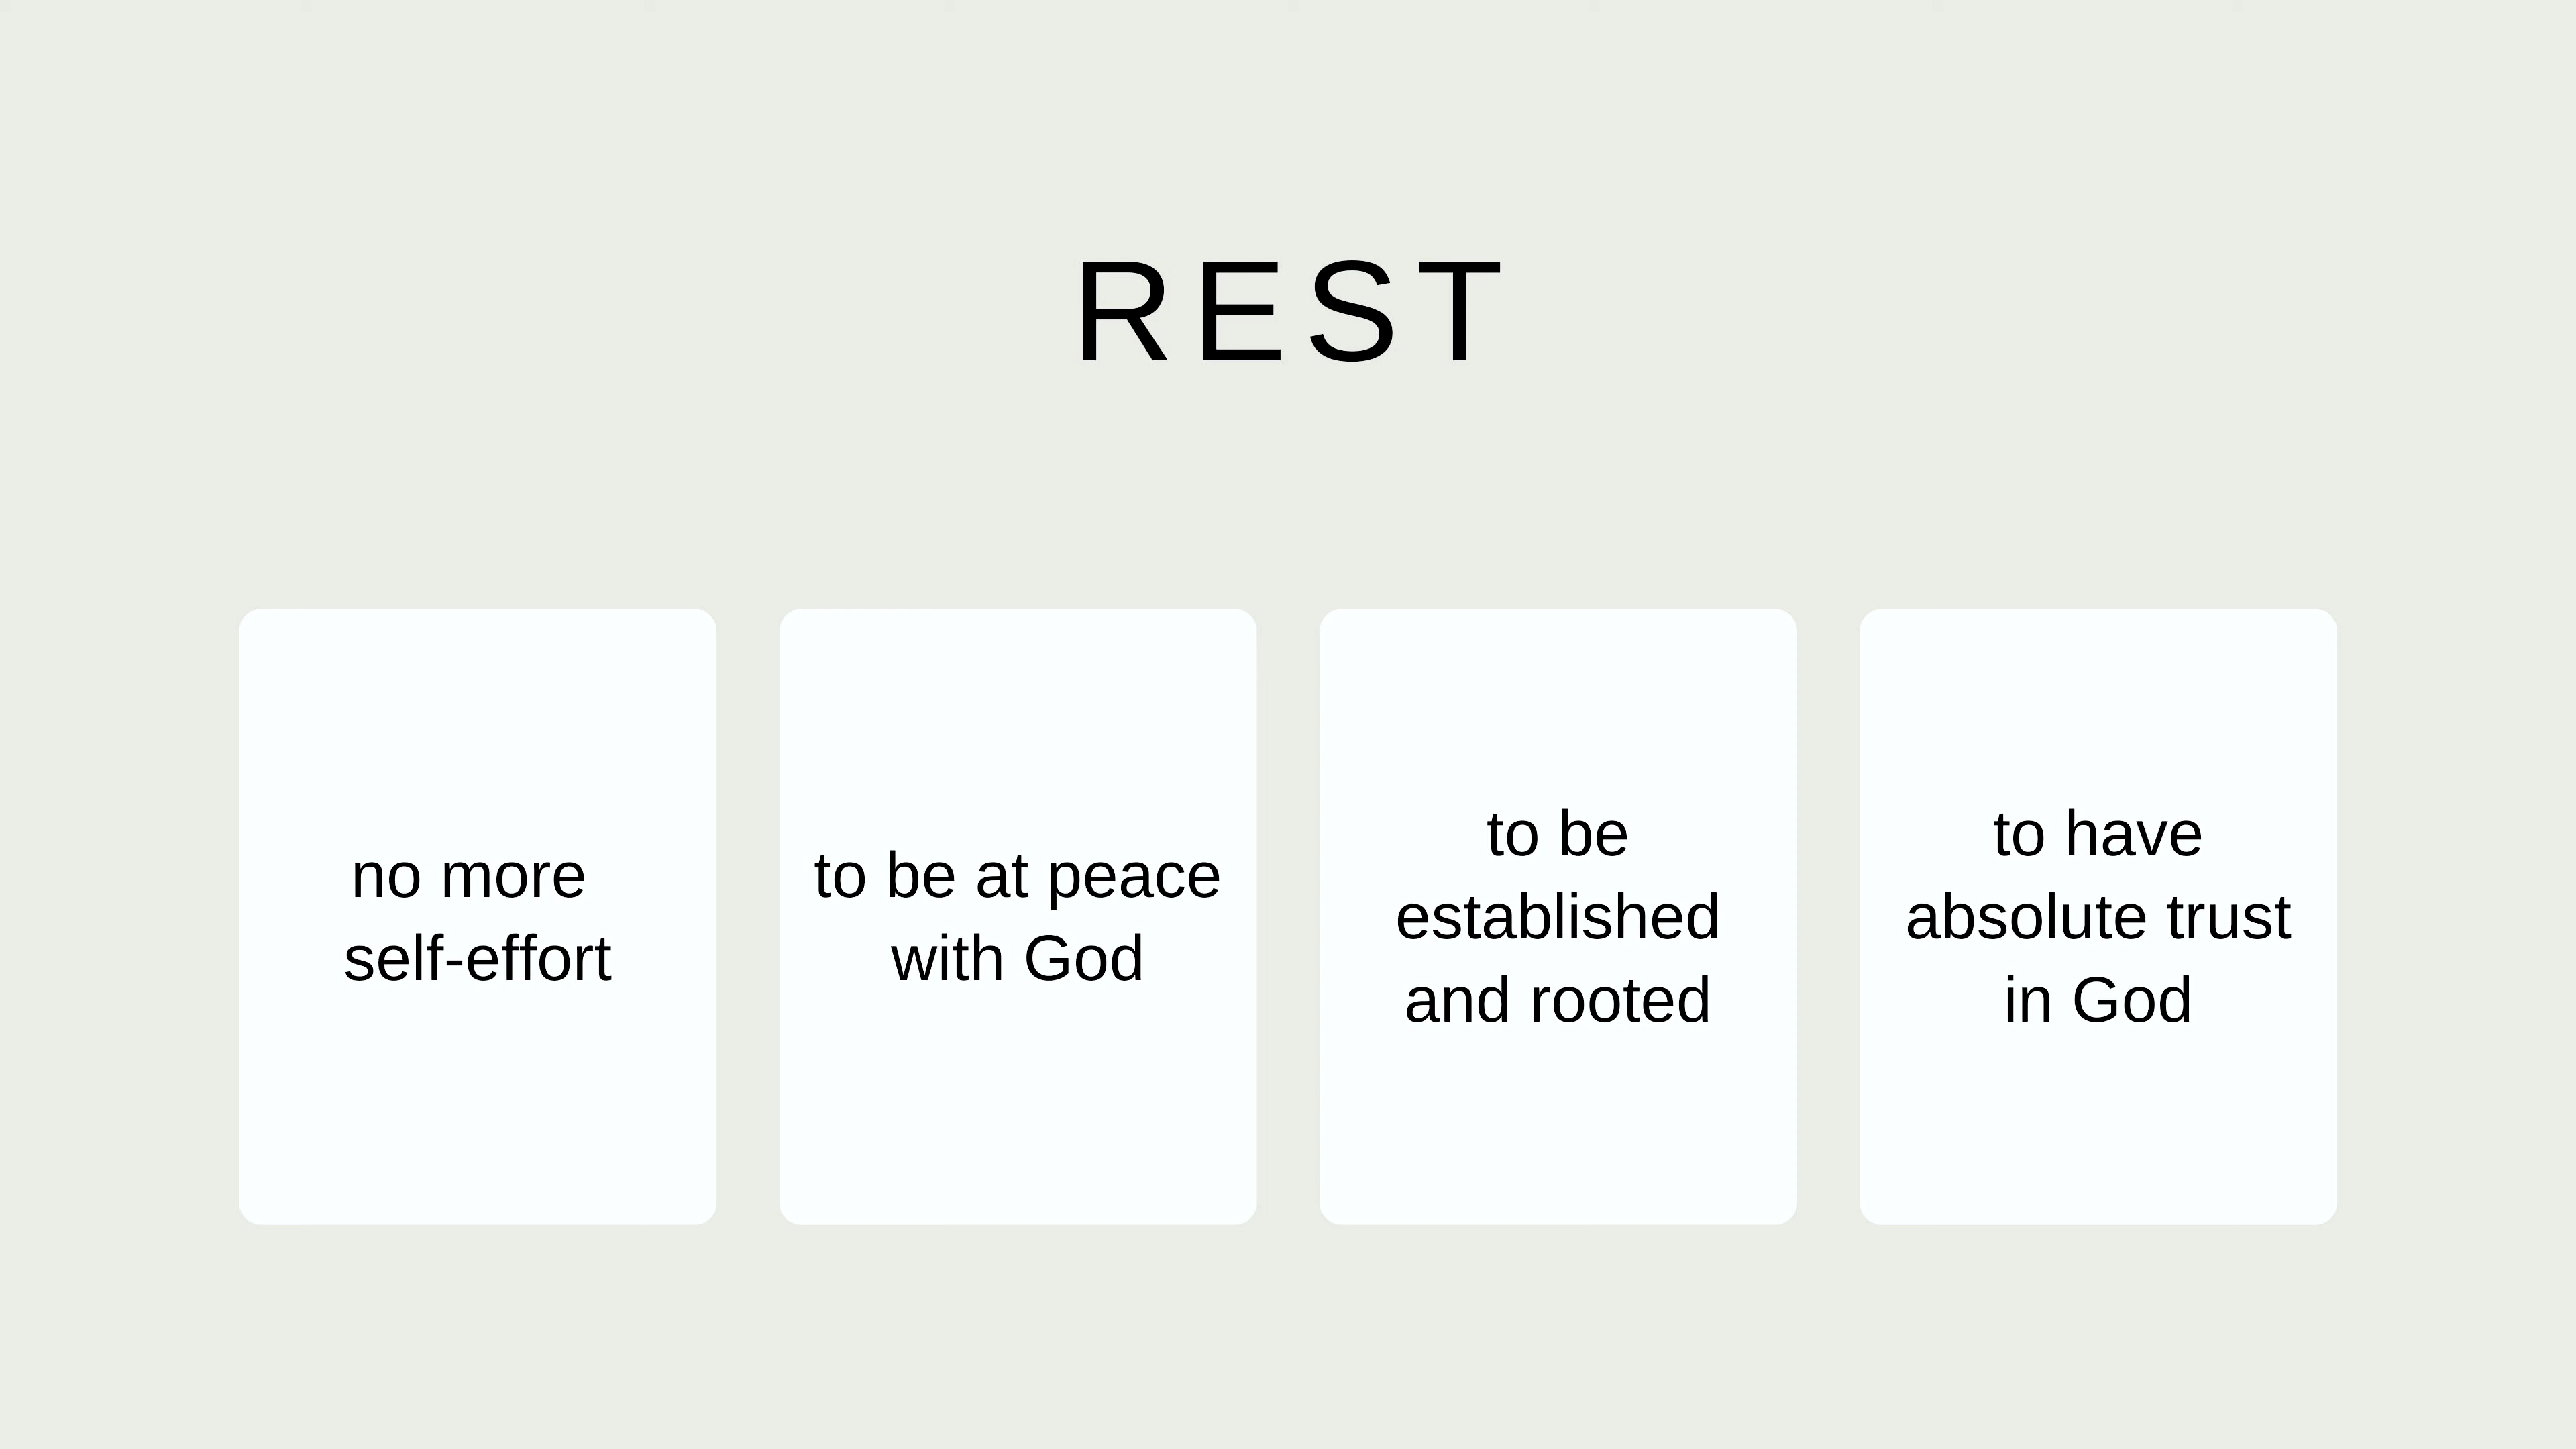 REST
no more
self-effort
to be at peace
with God
to be
established
and rooted
to have
absolute trust
in God